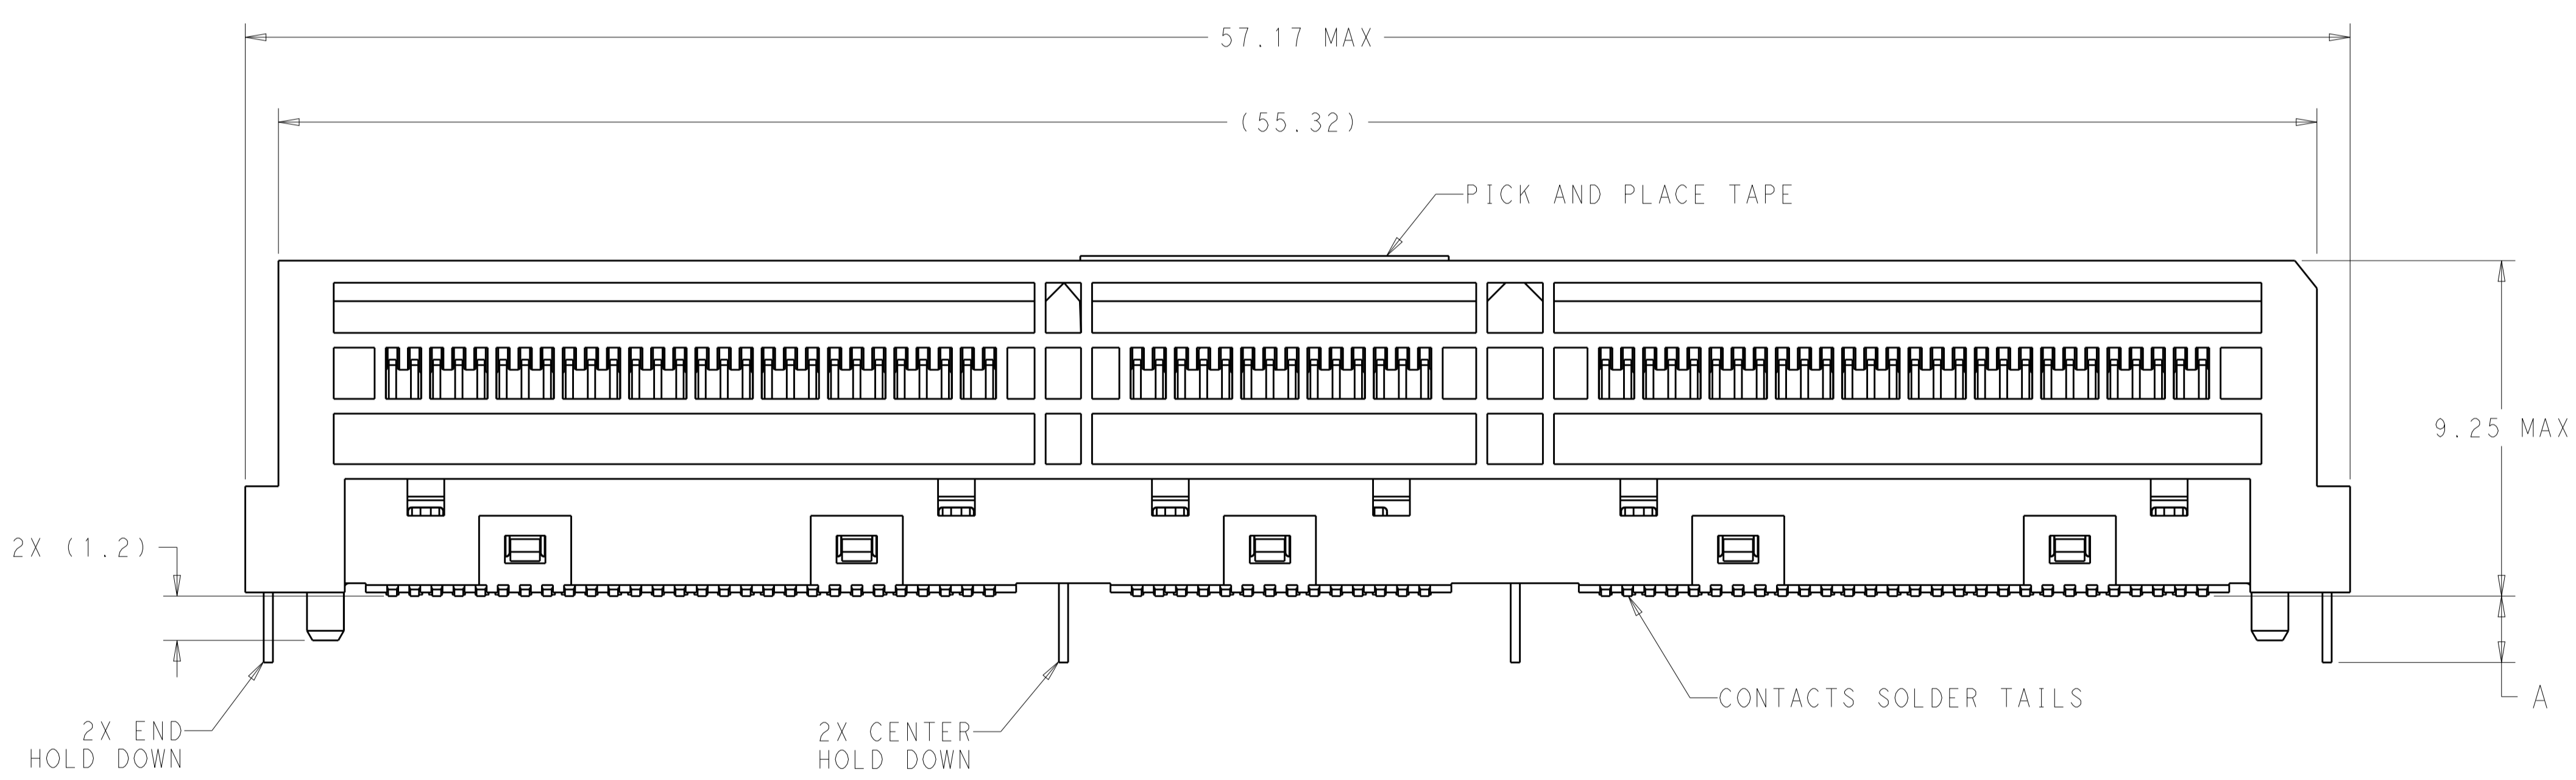 57.17 MAX
(55.32)
PICK AND PLACE TAPE
9.25 MAX
2X (1.2)
CONTACTS SOLDER TAILS
A
2X END
HOLD DOWN
2X CENTER
HOLD DOWN